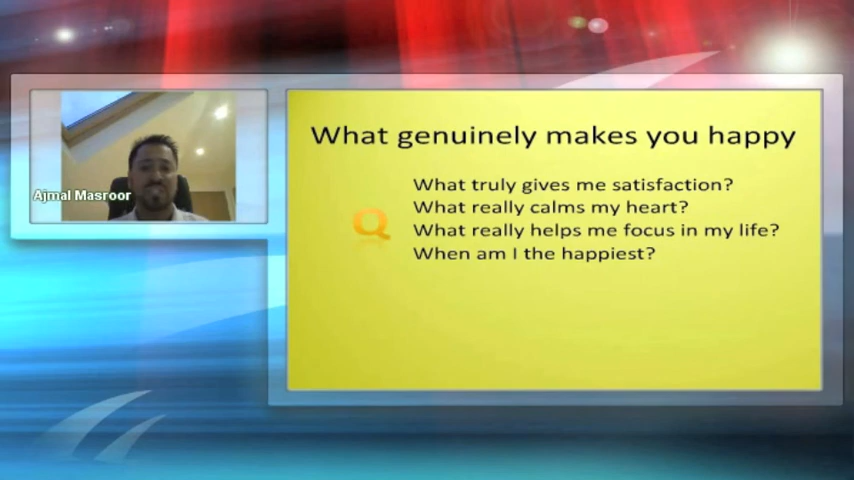 Ajmal Masroor
What genuinely makes you happy
Q
What truly gives me satisfaction?
What really calms my heart?
What really helps me focus in my life?
When am I the happiest?